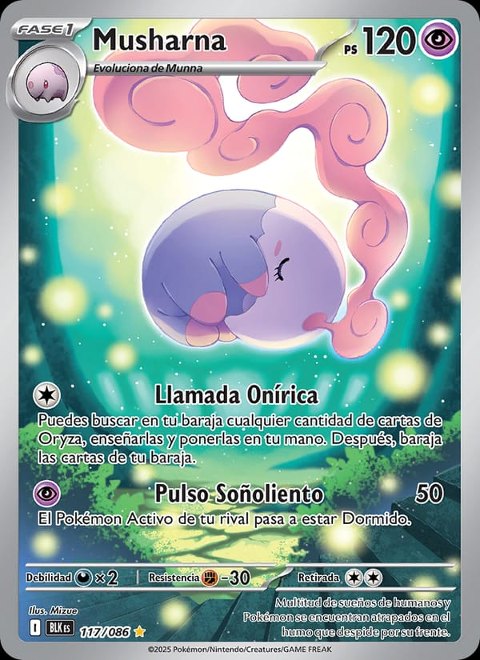 FASE 1
Musharna
PS 120
Evoluciona de Munna
Llamada Onírica
Puedes buscar en tu baraja cualquier cantidad de cartas de
Oryza, enseñarlas y ponerlas en tu mano. Después, baraja
las cartas de tu baraja.
Pulso Soñoliento 50
El Pokémon Activo de tu rival pasa a estar Dormido.
Debilidad ×2 Resistencia -30 Retirada
Ilus. Mizue
I BLK ES 117/086
Multitud de sueños de humanos y
Pokémon se encuentran atrapados en
el humo que despide por su frente.
©2025 Pokémon/Nintendo/Creatures/GAME FREAK